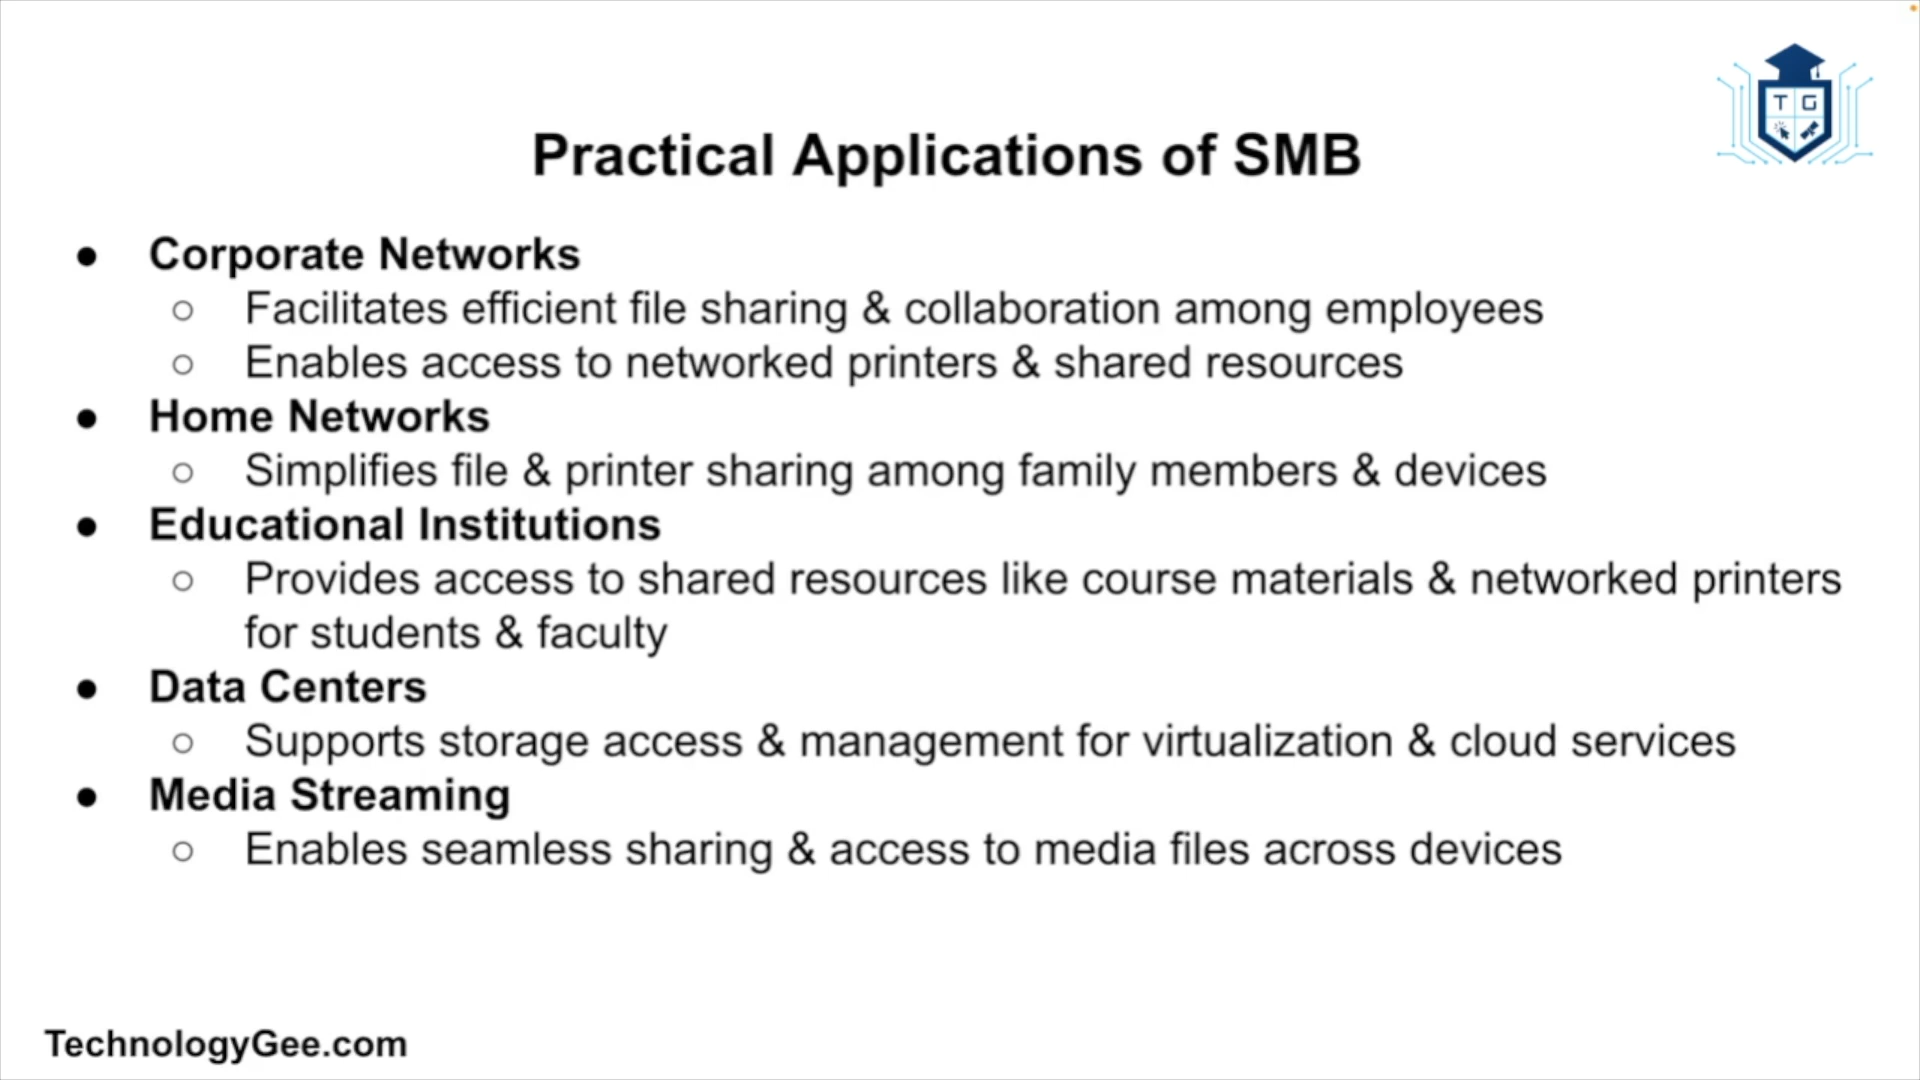 T G
Practical Applications of SMB
● Corporate Networks
○ Facilitates efficient file sharing & collaboration among employees
○ Enables access to networked printers & shared resources
● Home Networks
○ Simplifies file & printer sharing among family members & devices
● Educational Institutions
○ Provides access to shared resources like course materials & networked printers
for students & faculty
● Data Centers
○ Supports storage access & management for virtualization & cloud services
● Media Streaming
○ Enables seamless sharing & access to media files across devices
TechnologyGee.com